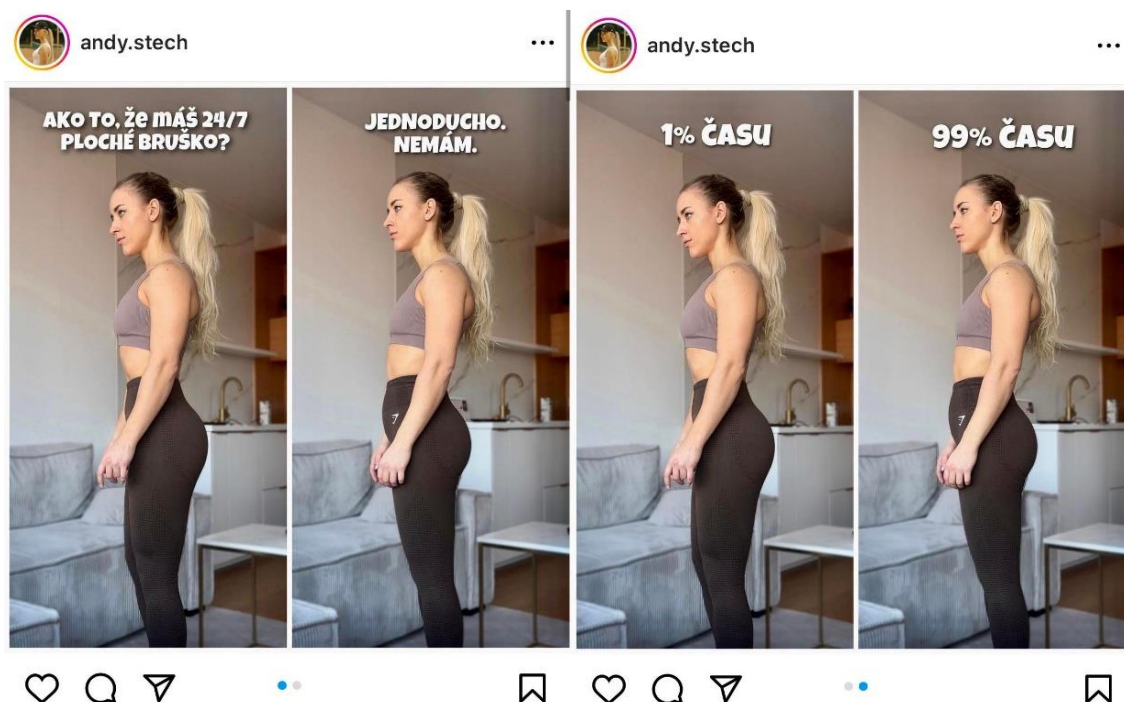 andy.stech
AKO TO, ŽE MÁŠ 24/7
PLOCHÉ BRUŠKO?
JEDNODUCHO.
NEMÁM.
andy.stech
1% ČASU
99% ČASU